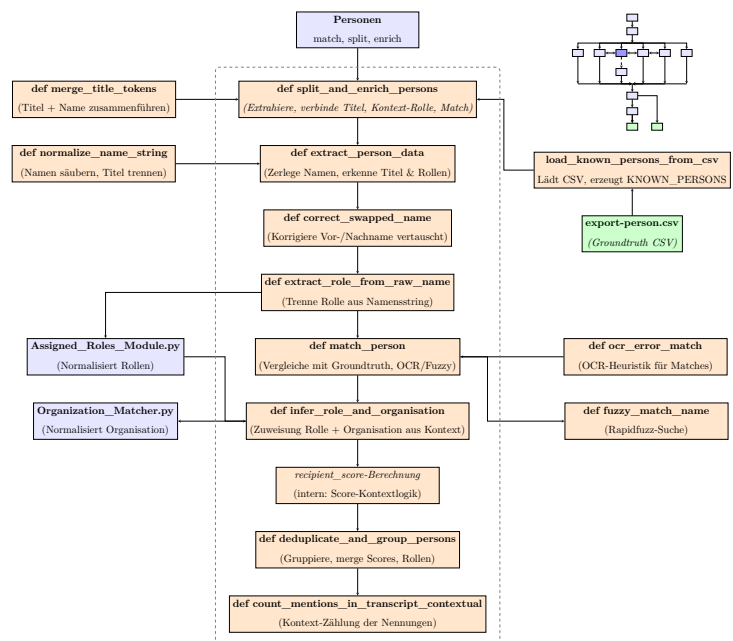 Personen
match, split, enrich
def merge_title_tokens
(Titel + Name zusammenführen)
def split_and_enrich_persons
(Extrahiere, verbinde Titel, Kontext-Rolle, Match)
def normalize_name_string
(Namen säubern, Titel trennen)
def extract_person_data
(Zerlege Namen, erkenne Titel & Rollen)
load_known_persons_from_csv
Lädt CSV, erzeugt KNOWN_PERSONS
def correct_swapped_name
(Korrigiere Vor-/Nachname vertauscht)
export-person.csv
(Groundtruth CSV)
def extract_role_from_raw_name
(Trenne Rolle aus Namensstring)
Assigned_Roles_Module.py
(Normalisiert Rollen)
def match_person
(Vergleiche mit Groundtruth, OCR/Fuzzy)
def ocr_error_match
(OCR-Heuristik für Matches)
Organization_Matcher.py
(Normalisiert Organisation)
def infer_role_and_organisation
(Zuweisung Rolle + Organisation aus Kontext)
def fuzzy_match_name
(Rapidfuzz-Suche)
recipient_score-Berechnung
(intern: Score-Kontextlogik)
def deduplicate_and_group_persons
(Gruppiere, merge Scores, Rollen)
def count_mentions_in_transcript_contextual
(Kontext-Zählung der Nennungen)